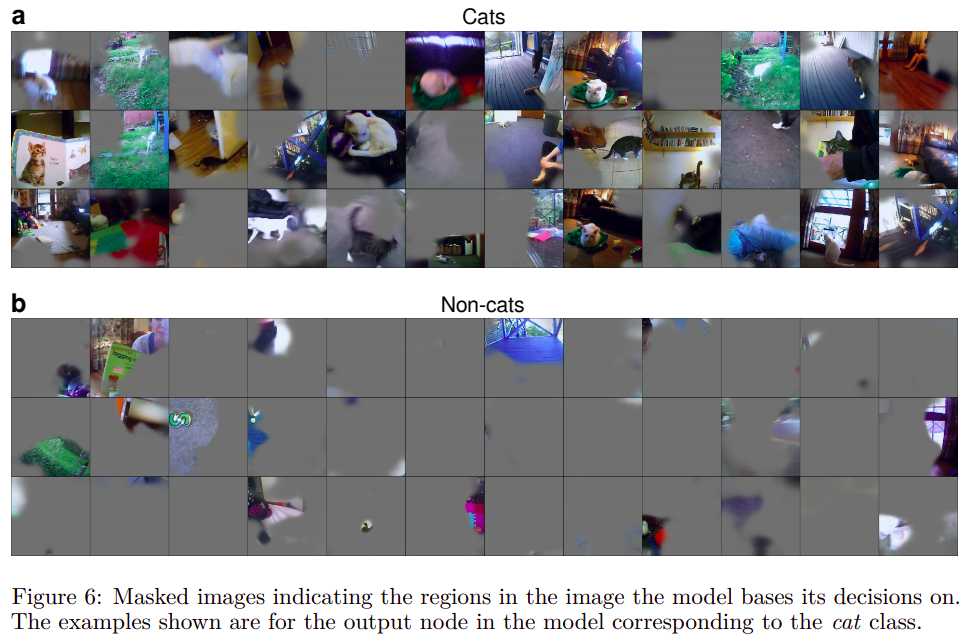 a
Cats
b
Non-cats
Figure 6: Masked images indicating the regions in the image the model bases its decisions on.
The examples shown are for the output node in the model corresponding to the cat class.